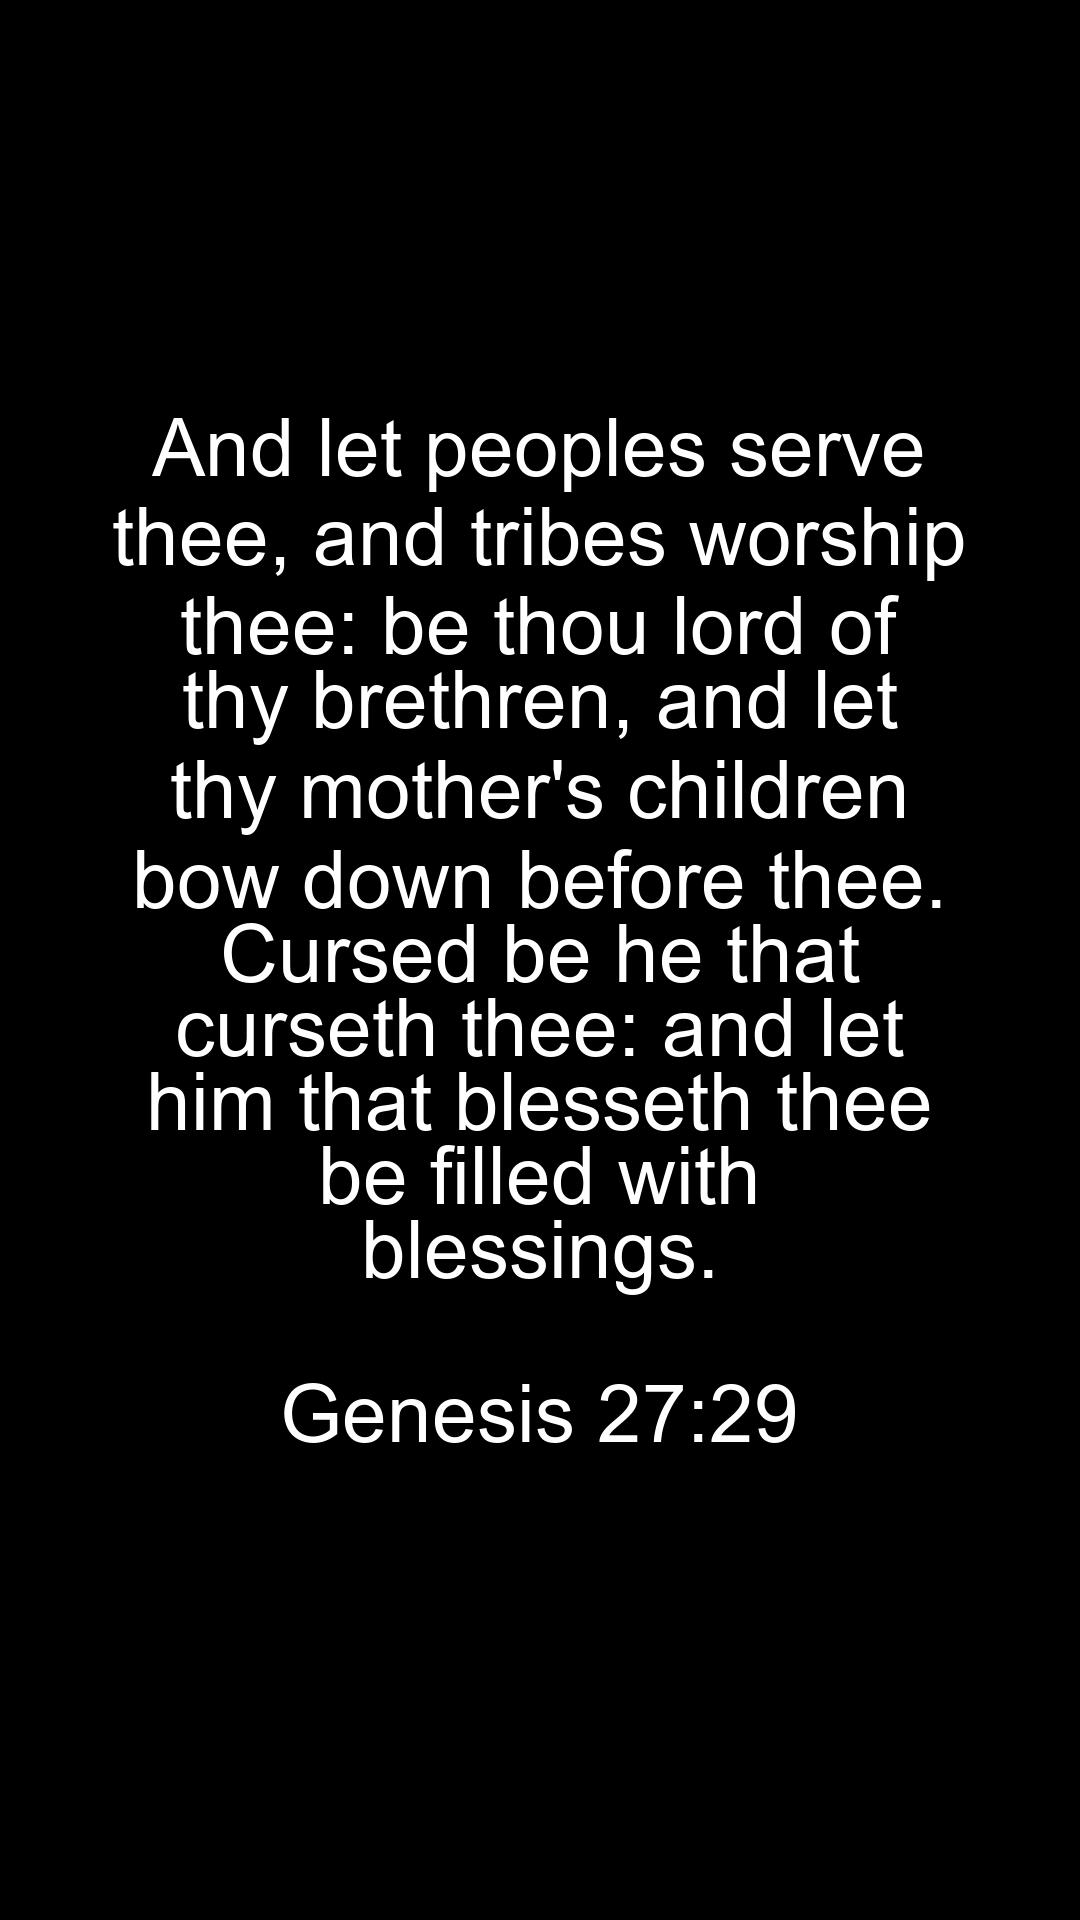 And let peoples serve
thee, and tribes worship
thee: be thou lord of
thy brethren, and let
thy mother's children
bow down before thee.
Cursed be he that
curseth thee: and let
him that blesseth thee
be filled with
blessings.
Genesis 27:29